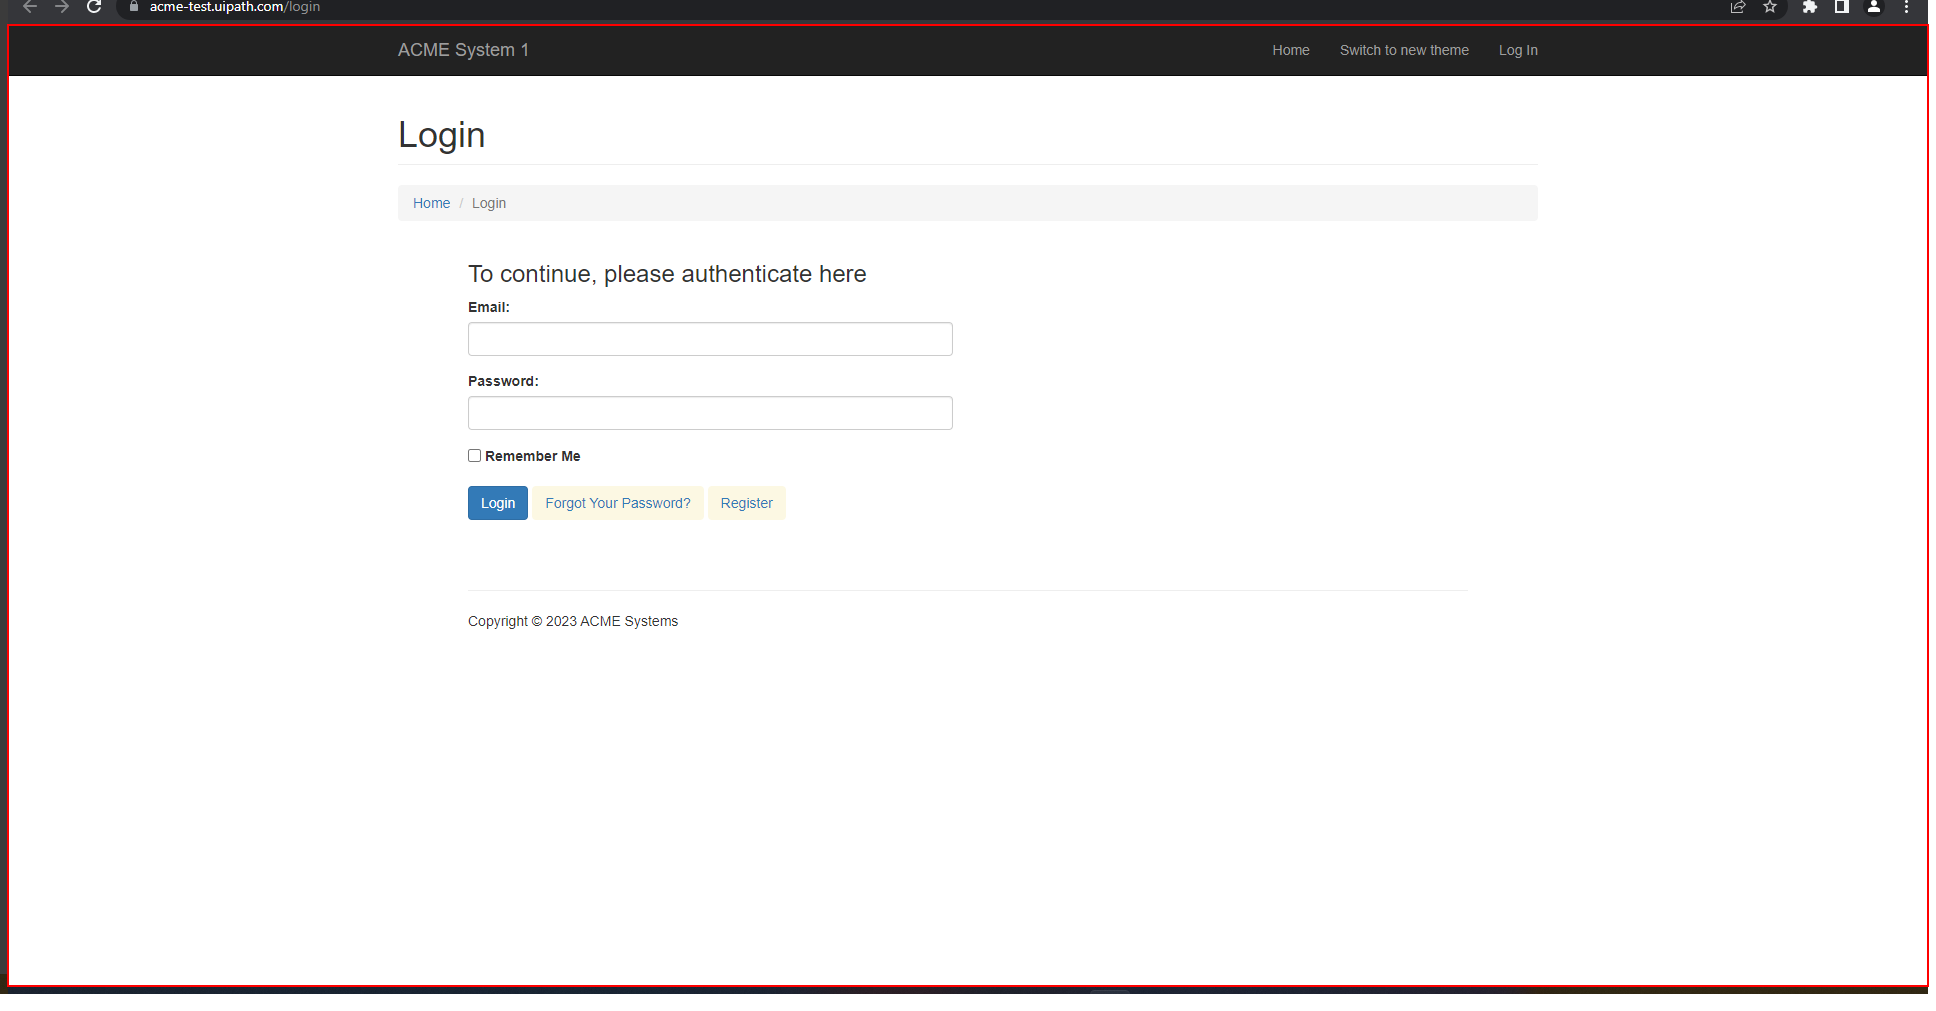 acme-test.uipath.com/login
ACME System 1 Home Switch to new theme Log In
Login
Home / Login
To continue, please authenticate here
Email:
Password:
Remember Me
Login Forgot Your Password? Register
Copyright © 2023 ACME Systems